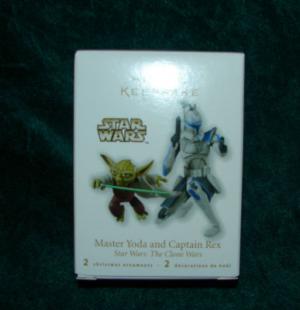 KEEPSAKE
STAR WARS
Master Yoda and Captain Rex
Star Wars: The Clone Wars
2 christmas ornaments - 2 décorations de noël